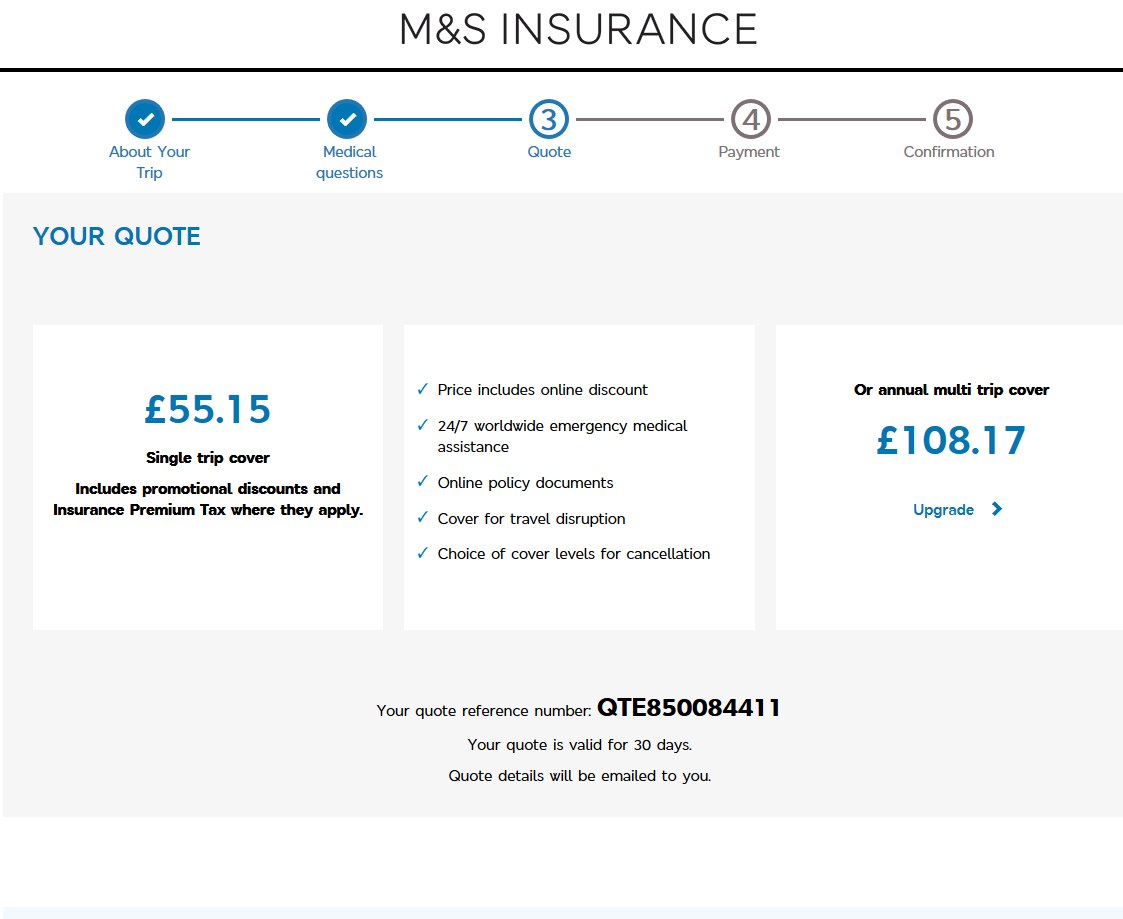 M&S INSURANCE
3
4
5
About Your
Trip
Medical
questions
Quote
Payment
Confirmation
YOUR QUOTE
£55.15
Single trip cover
Includes promotional discounts and
Insurance Premium Tax where they apply.
Price includes online discount
24/7 worldwide emergency medical
assistance
Online policy documents
Cover for travel disruption
Choice of cover levels for cancellation
Or annual multi trip cover
£108.17
Upgrade
Your quote reference number: QTE850084411
Your quote is valid for 30 days.
Quote details will be emailed to you.